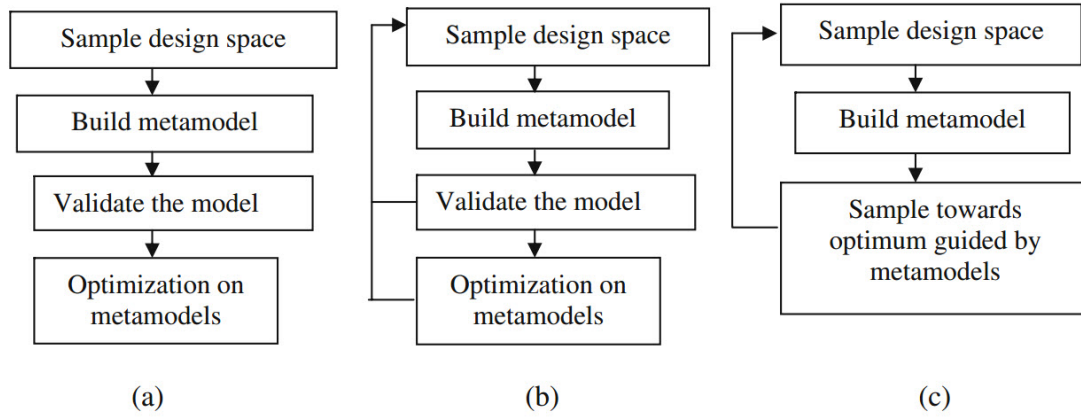 Sample design space
Build metamodel
Validate the model
Optimization on
metamodels
(a)
Sample design space
Build metamodel
Validate the model
Optimization on
metamodels
(b)
Sample design space
Build metamodel
Sample towards
optimum guided by
metamodels
(c)